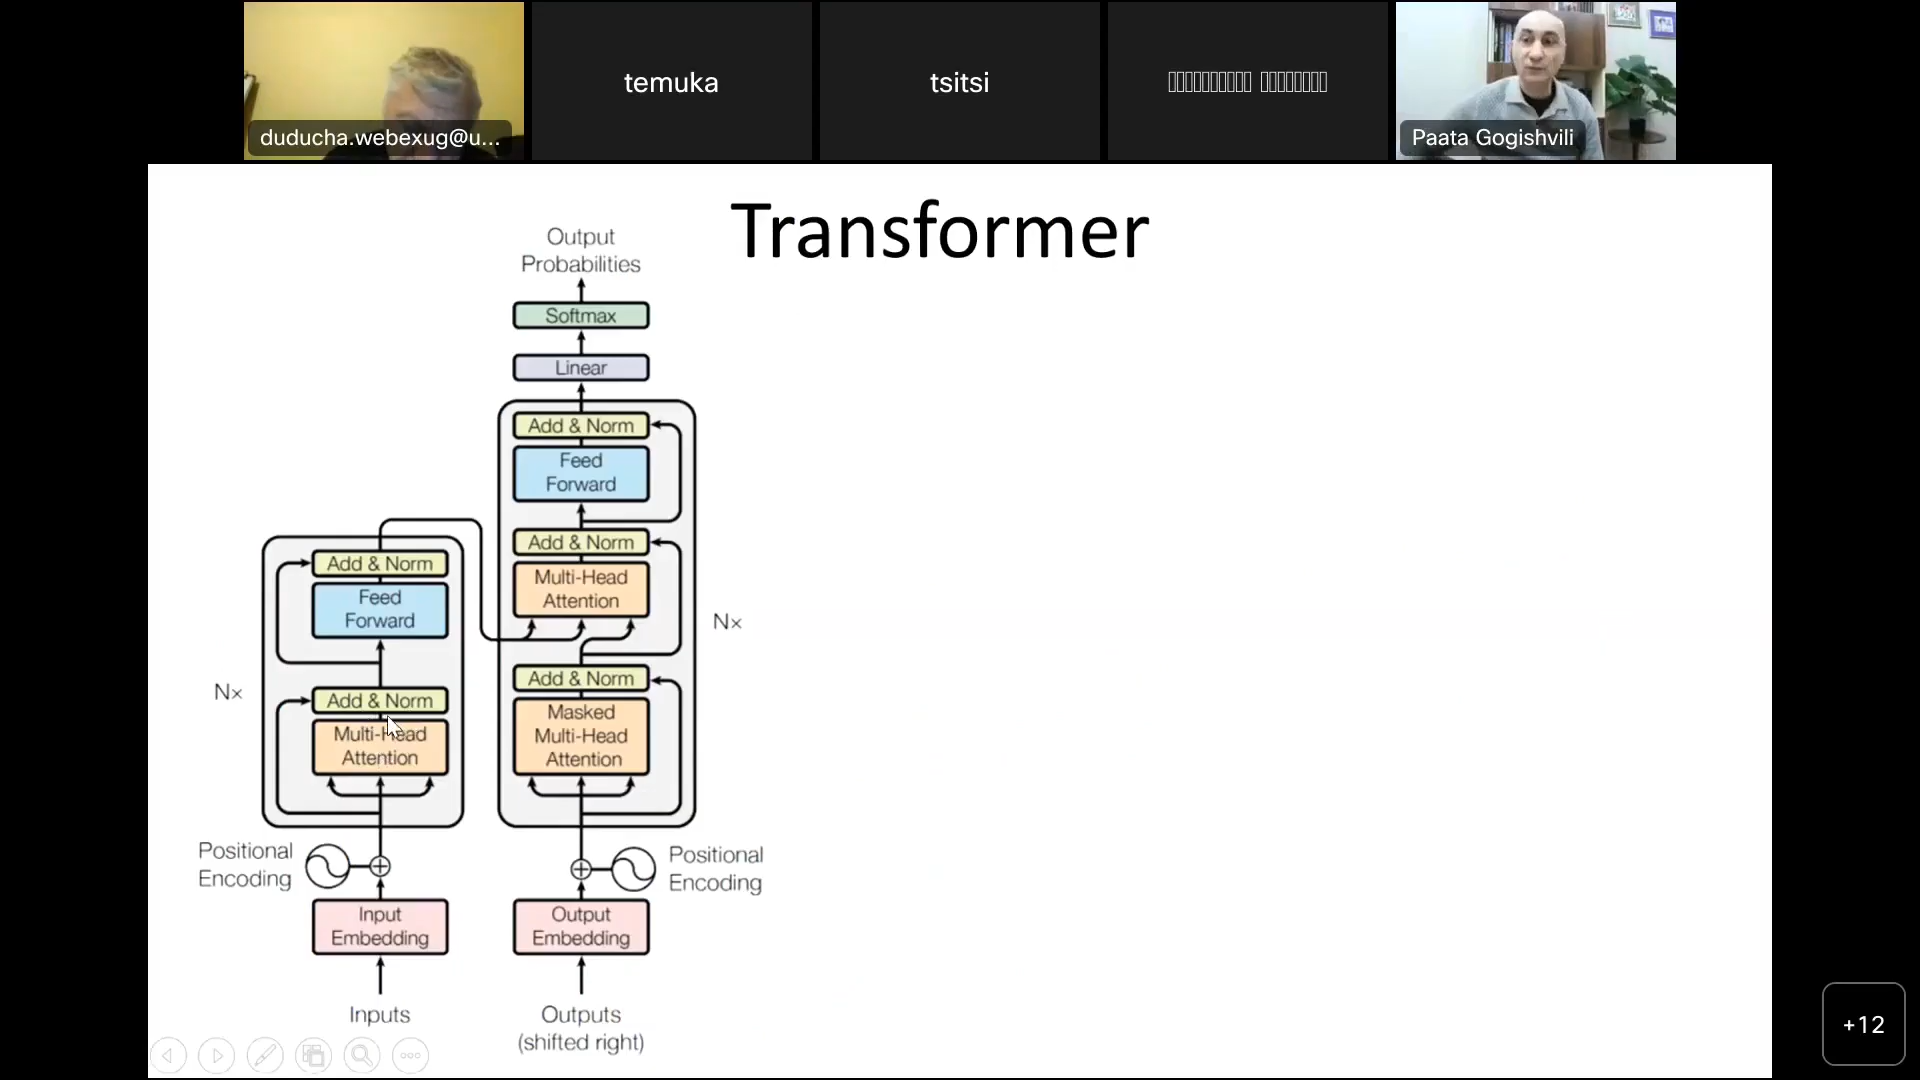 duducha.webexug@u...
temuka
tsitsi
Paata Gogishvili
Transformer
Output
Probabilities
Softmax
Linear
Add & Norm
Feed
Forward
Add & Norm
Multi-Head
Attention
Nx
Add & Norm
Masked
Multi-Head
Attention
Add & Norm
Feed
Forward
Nx
Add & Norm
Multi-Head
Attention
Positional
Encoding
Positional
Encoding
Input
Embedding
Output
Embedding
Inputs
Outputs
(shifted right)
+12